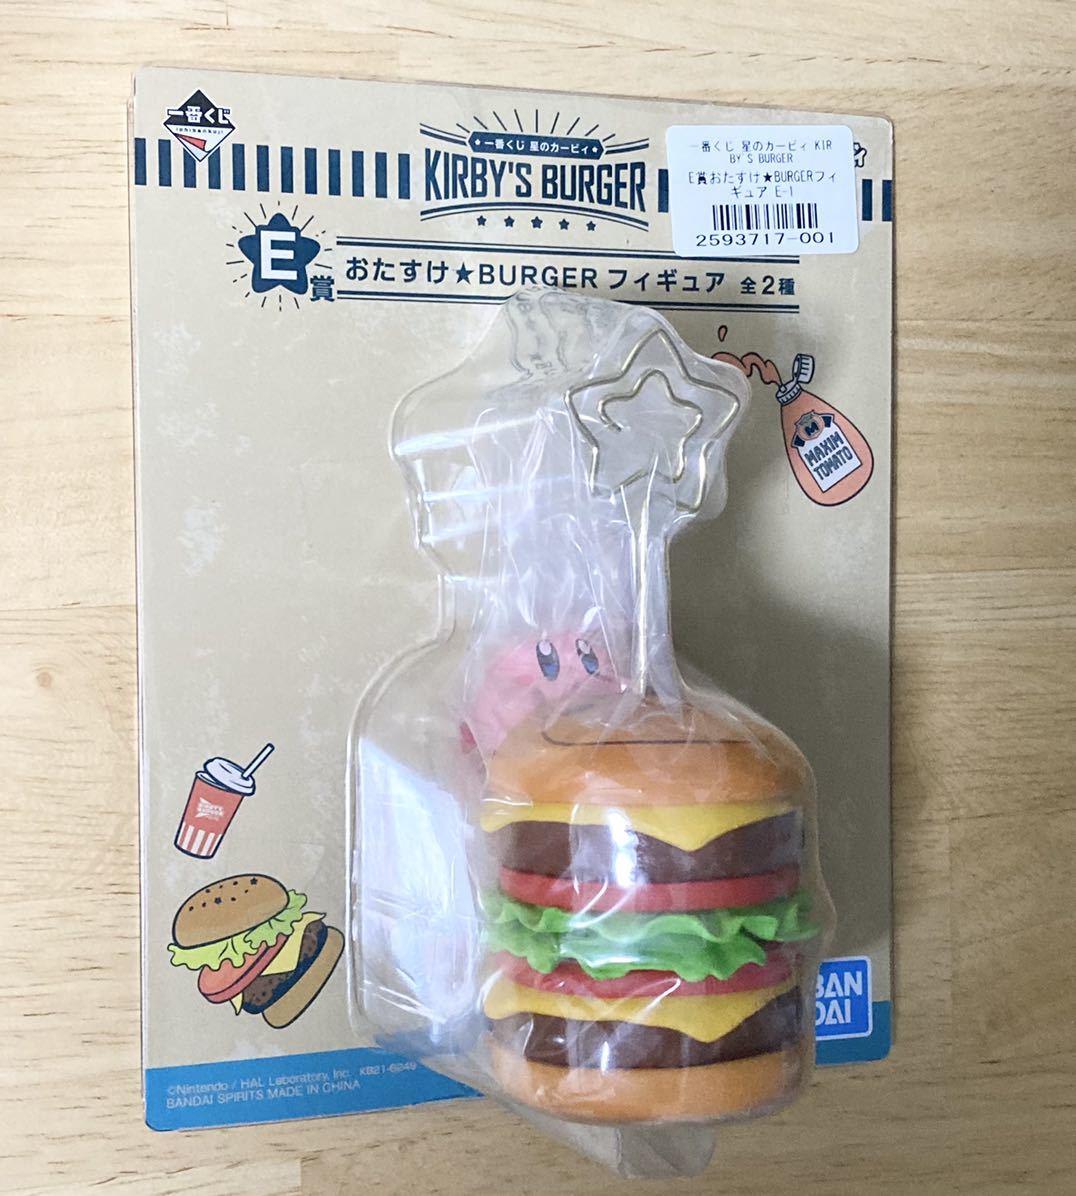 一番くじ
ichibankuji
一番くじ 星のカービィ
KIRBY'S BURGER
一番くじ 星のカービィ KIR
BY'S BURGER
E賞おたすけ★BURGERフィ
ギュア E-1
2593717-001
E賞
おたすけ★BURGER フィギュア 全2種
M
MAXIM
TOMATO
KIRBY'S
BURGER
BAN
DAI
©Nintendo / HAL Laboratory, Inc. KB21-6049
BANDAI SPIRITS MADE IN CHINA